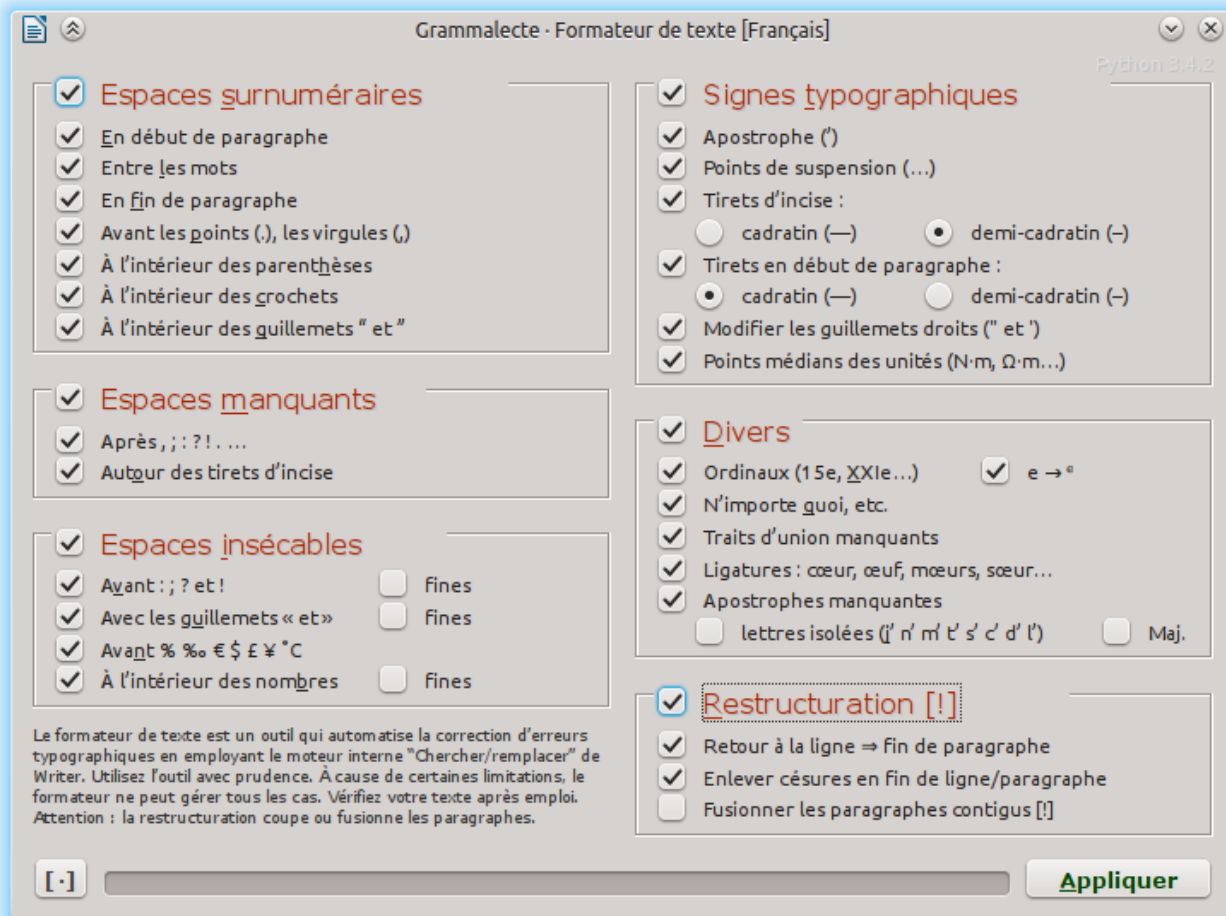 Grammalecte · Formateur de texte [Français]
Python 3.4.2
Espaces surnuméraires
En début de paragraphe
Entre les mots
En fin de paragraphe
Avant les points (.), les virgules (,)
À l’intérieur des parenthèses
À l’intérieur des crochets
À l’intérieur des guillemets “ et ”
Espaces manquants
Après , ; : ? ! . …
Autour des tirets d’incise
Espaces insécables
Avant : ; ? et ! fines
Avec les guillemets « et » fines
Avant % ‰ € $ £ ¥ ˚C
À l’intérieur des nombres fines
Le formateur de texte est un outil qui automatise la correction d’erreurs
typographiques en employant le moteur interne “Chercher/remplacer” de
Writer. Utilisez l’outil avec prudence. À cause de certaines limitations, le
formateur ne peut gérer tous les cas. Vérifiez votre texte après emploi.
Attention : la restructuration coupe ou fusionne les paragraphes.
Signes typographiques
Apostrophe (’)
Points de suspension (…)
Tirets d’incise :
cadratin (—) demi-cadratin (–)
Tirets en début de paragraphe :
cadratin (—) demi-cadratin (–)
Modifier les guillemets droits (" et ')
Points médians des unités (N·m, Ω·m…)
Divers
Ordinaux (15e, XXIe…) e → ᵉ
N’importe quoi, etc.
Traits d’union manquants
Ligatures : cœur, œuf, mœurs, sœur…
Apostrophes manquantes
lettres isolées (j’ n’ m’ t’ s’ c’ d’ l’) Maj.
Restructuration [!]
Retour à la ligne ⇒ fin de paragraphe
Enlever césures en fin de ligne/paragraphe
Fusionner les paragraphes contigus [!]
[·] Appliquer